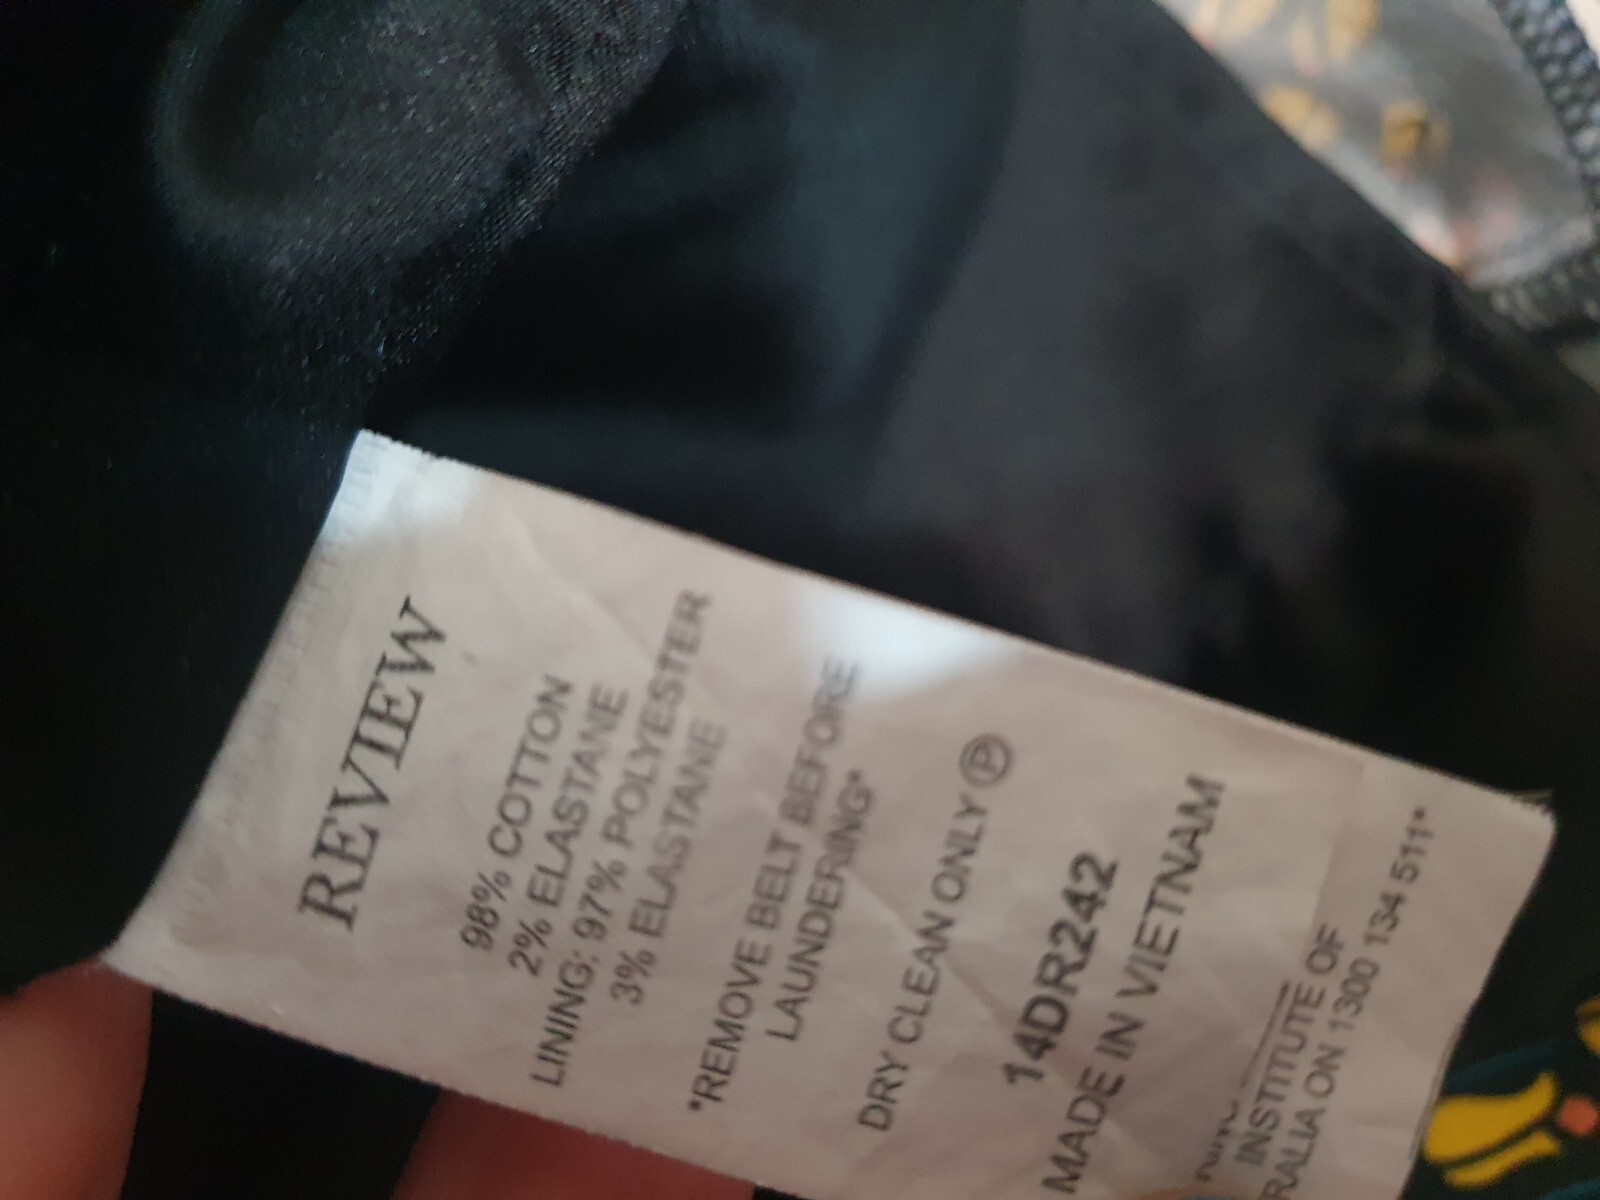 REVIEW
98% COTTON
2% ELASTANE
LINING: 97% POLYESTER
3% ELASTANE
*REMOVE BELT BEFORE
LAUNDERING*
DRY CLEAN ONLY Ⓟ
14DR242
MADE IN VIETNAM
INSTITUTE OF
RALIA ON 1300 134 511*